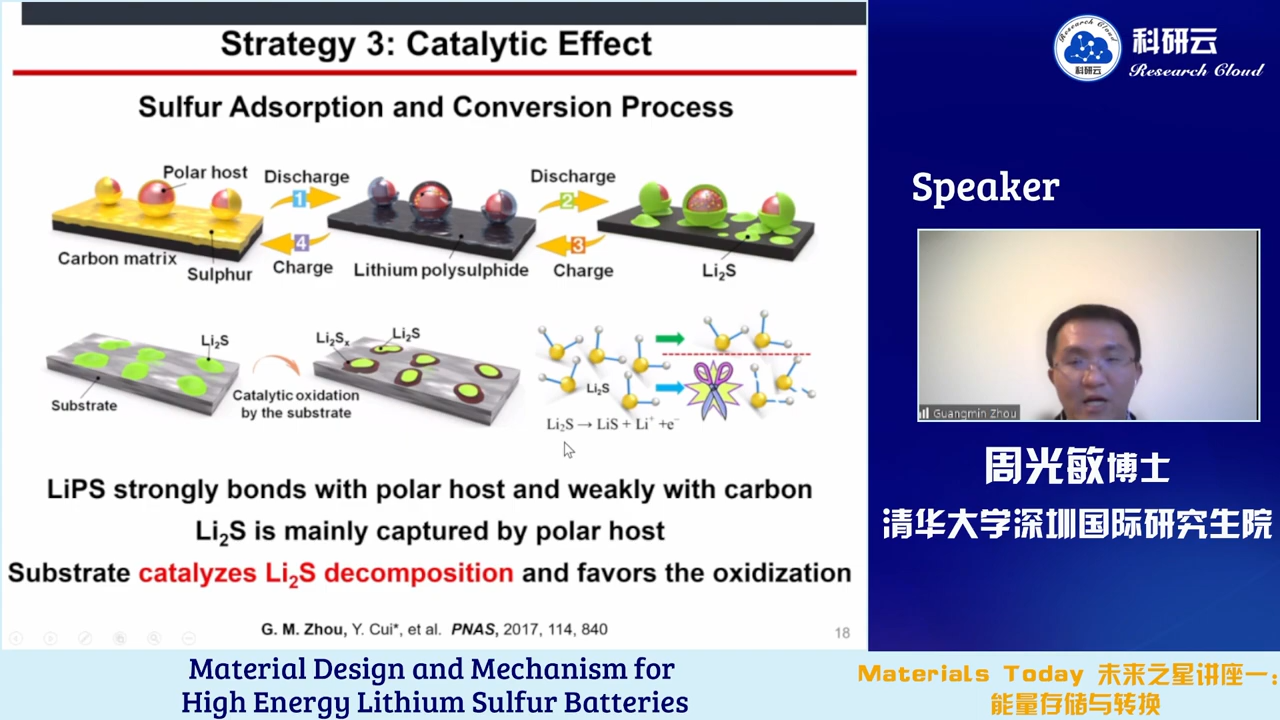 Strategy 3: Catalytic Effect
Sulfur Adsorption and Conversion Process
Polar host
Discharge
1
Discharge
2
4
Charge
3
Charge
Carbon matrix
Sulphur
Lithium polysulphide
Li₂S
Li₂S
Substrate
Catalytic oxidation
by the substrate
Li₂Sₓ
Li₂S
Li₂S
Li₂S → LiS + Li⁺ +e⁻
LiPS strongly bonds with polar host and weakly with carbon
Li₂S is mainly captured by polar host
Substrate catalyzes Li₂S decomposition and favors the oxidization
G. M. Zhou, Y. Cui*, et al. PNAS, 2017, 114, 840
18
Research Cloud
科研云
科研云
Research Cloud
Speaker
Guangmin Zhou
周光敏博士
清华大学深圳国际研究生院
Material Design and Mechanism for
High Energy Lithium Sulfur Batteries
Materials Today 未来之星讲座一:
能量存储与转换